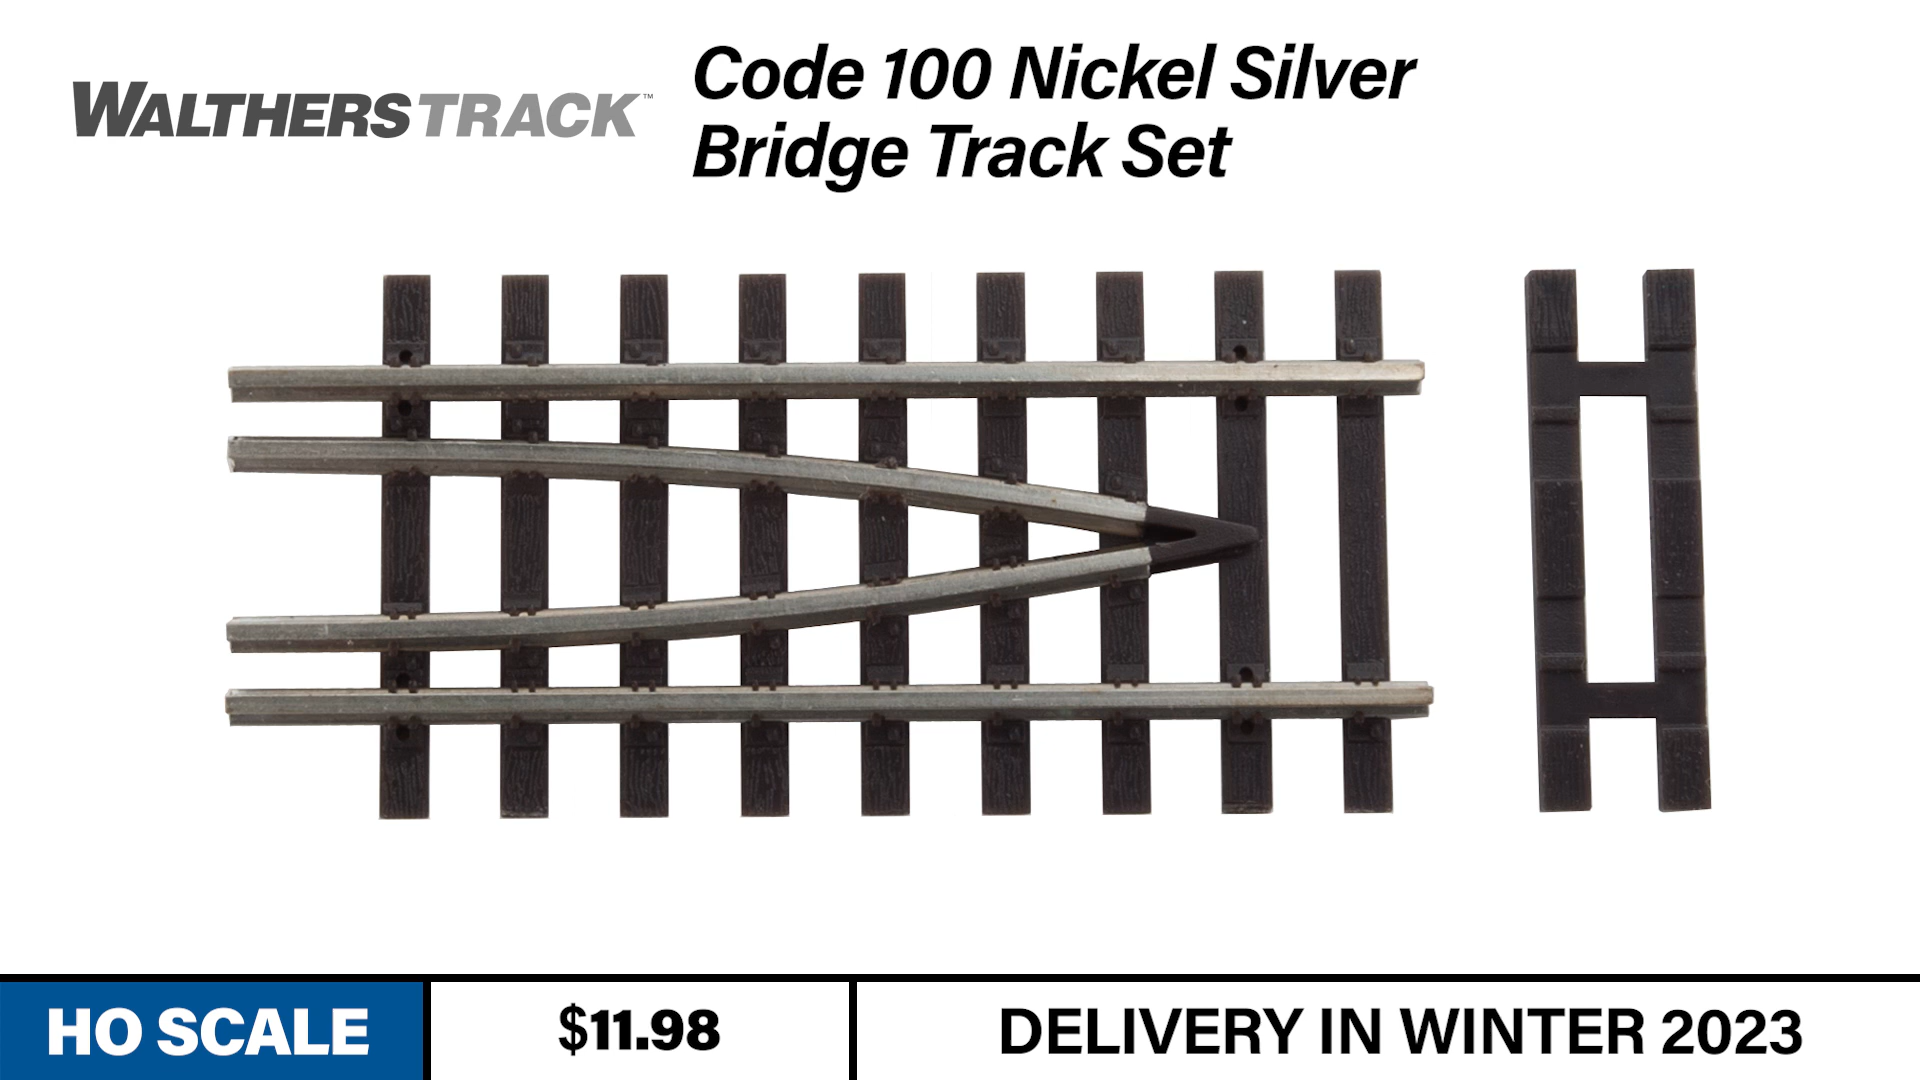 WALTHERSTRACK™
Code 100 Nickel Silver
Bridge Track Set
HO SCALE
$11.98
DELIVERY IN WINTER 2023